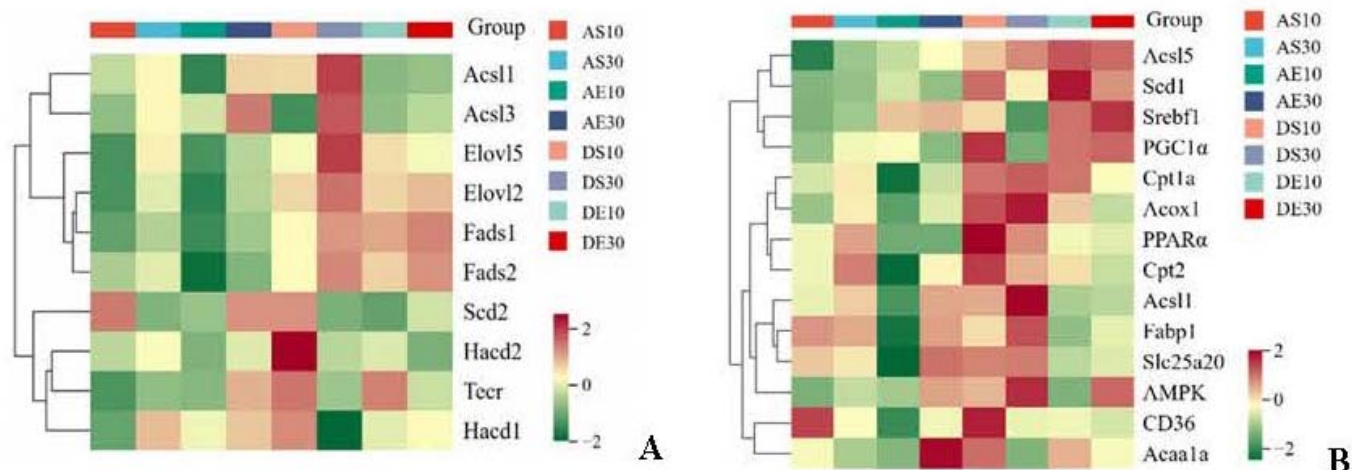 Group
Acsl1
Acsl3
Elovl5
Elovl2
Fads1
Fads2
Scd2
Hacd2
Tecr
Hacd1
AS10
AS30
AE10
AE30
DS10
DS30
DE10
DE30
2
0
−2
A
Group
Acsl5
Scd1
Srebf1
PGC1α
Cpt1a
Acox1
PPARα
Cpt2
Acsl1
Fabp1
Slc25a20
AMPK
CD36
Acaa1a
AS10
AS30
AE10
AE30
DS10
DS30
DE10
DE30
2
0
−2
B